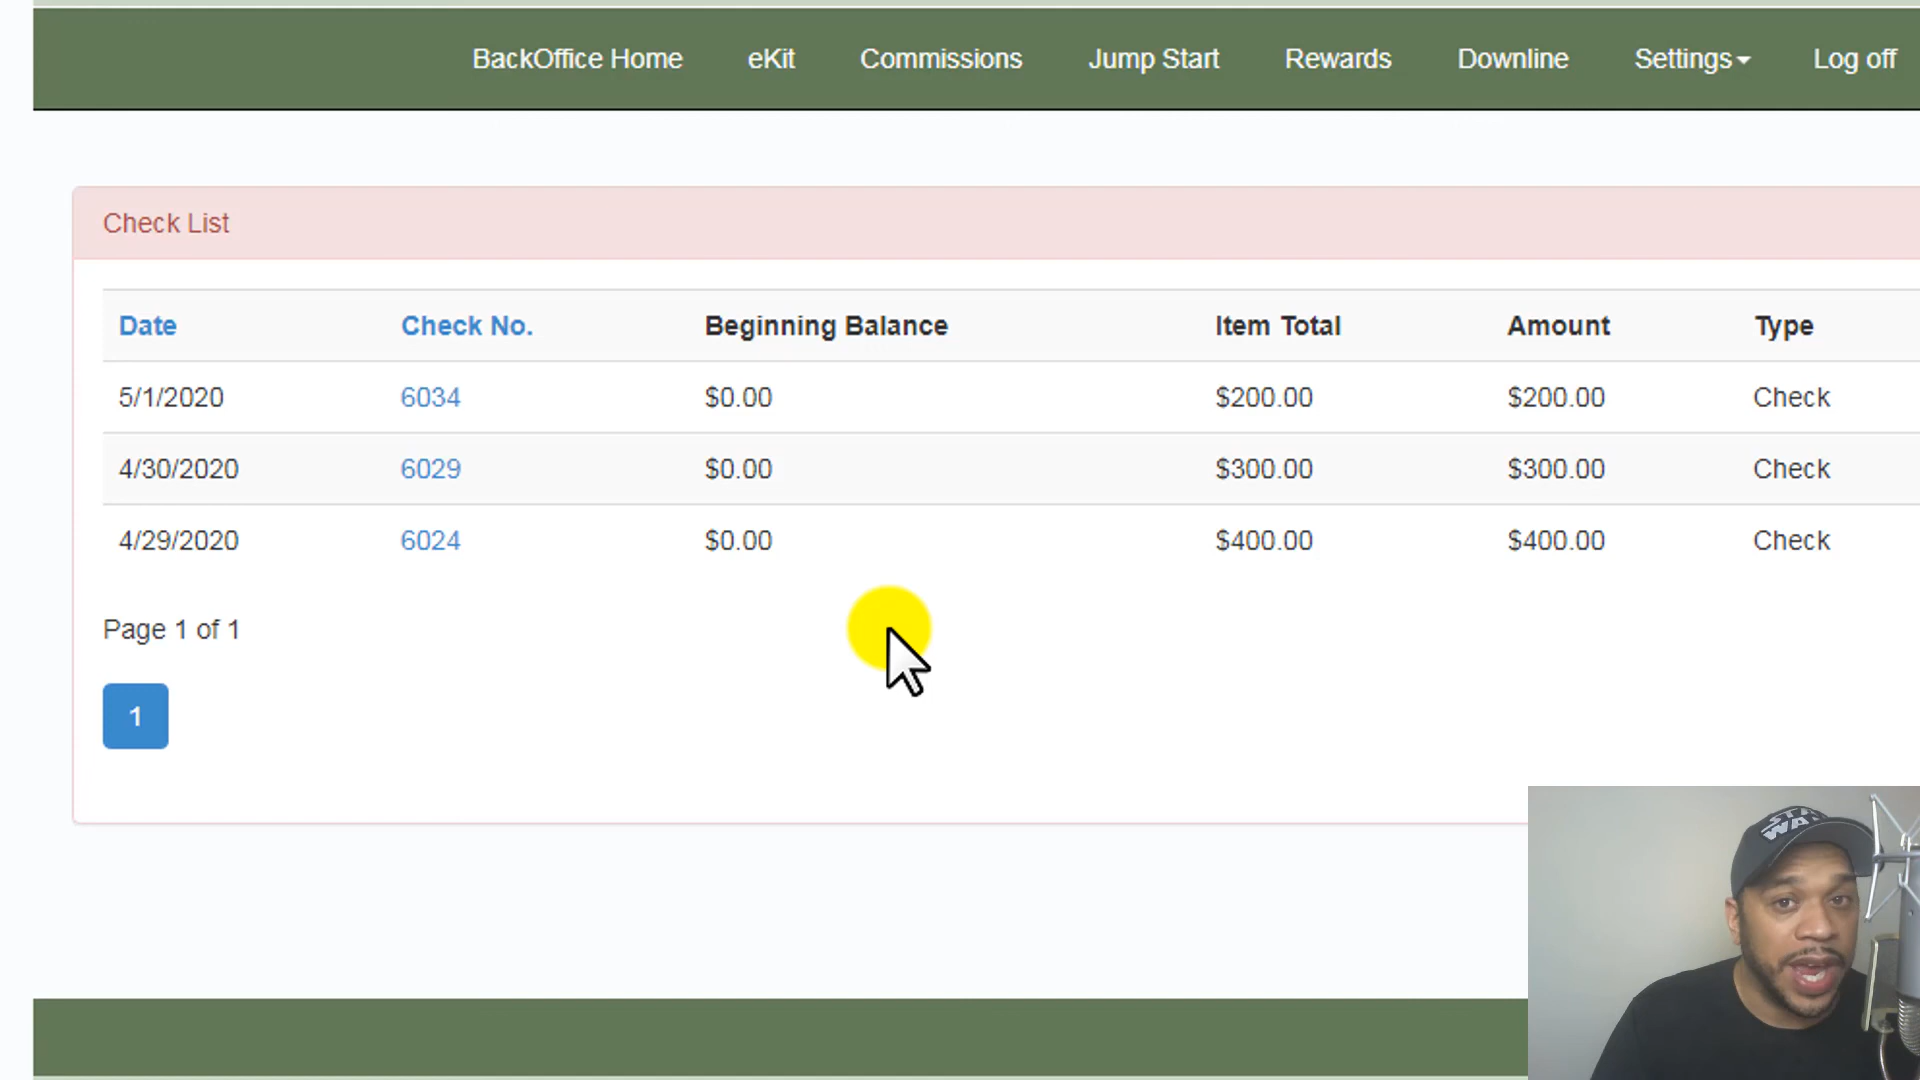 BackOffice Home eKit Commissions Jump Start Rewards Downline Settings Log off
Check List
Date Check No. Beginning Balance Item Total Amount Type
5/1/2020 6034 $0.00 $200.00 $200.00 Check
4/30/2020 6029 $0.00 $300.00 $300.00 Check
4/29/2020 6024 $0.00 $400.00 $400.00 Check
Page 1 of 1
1